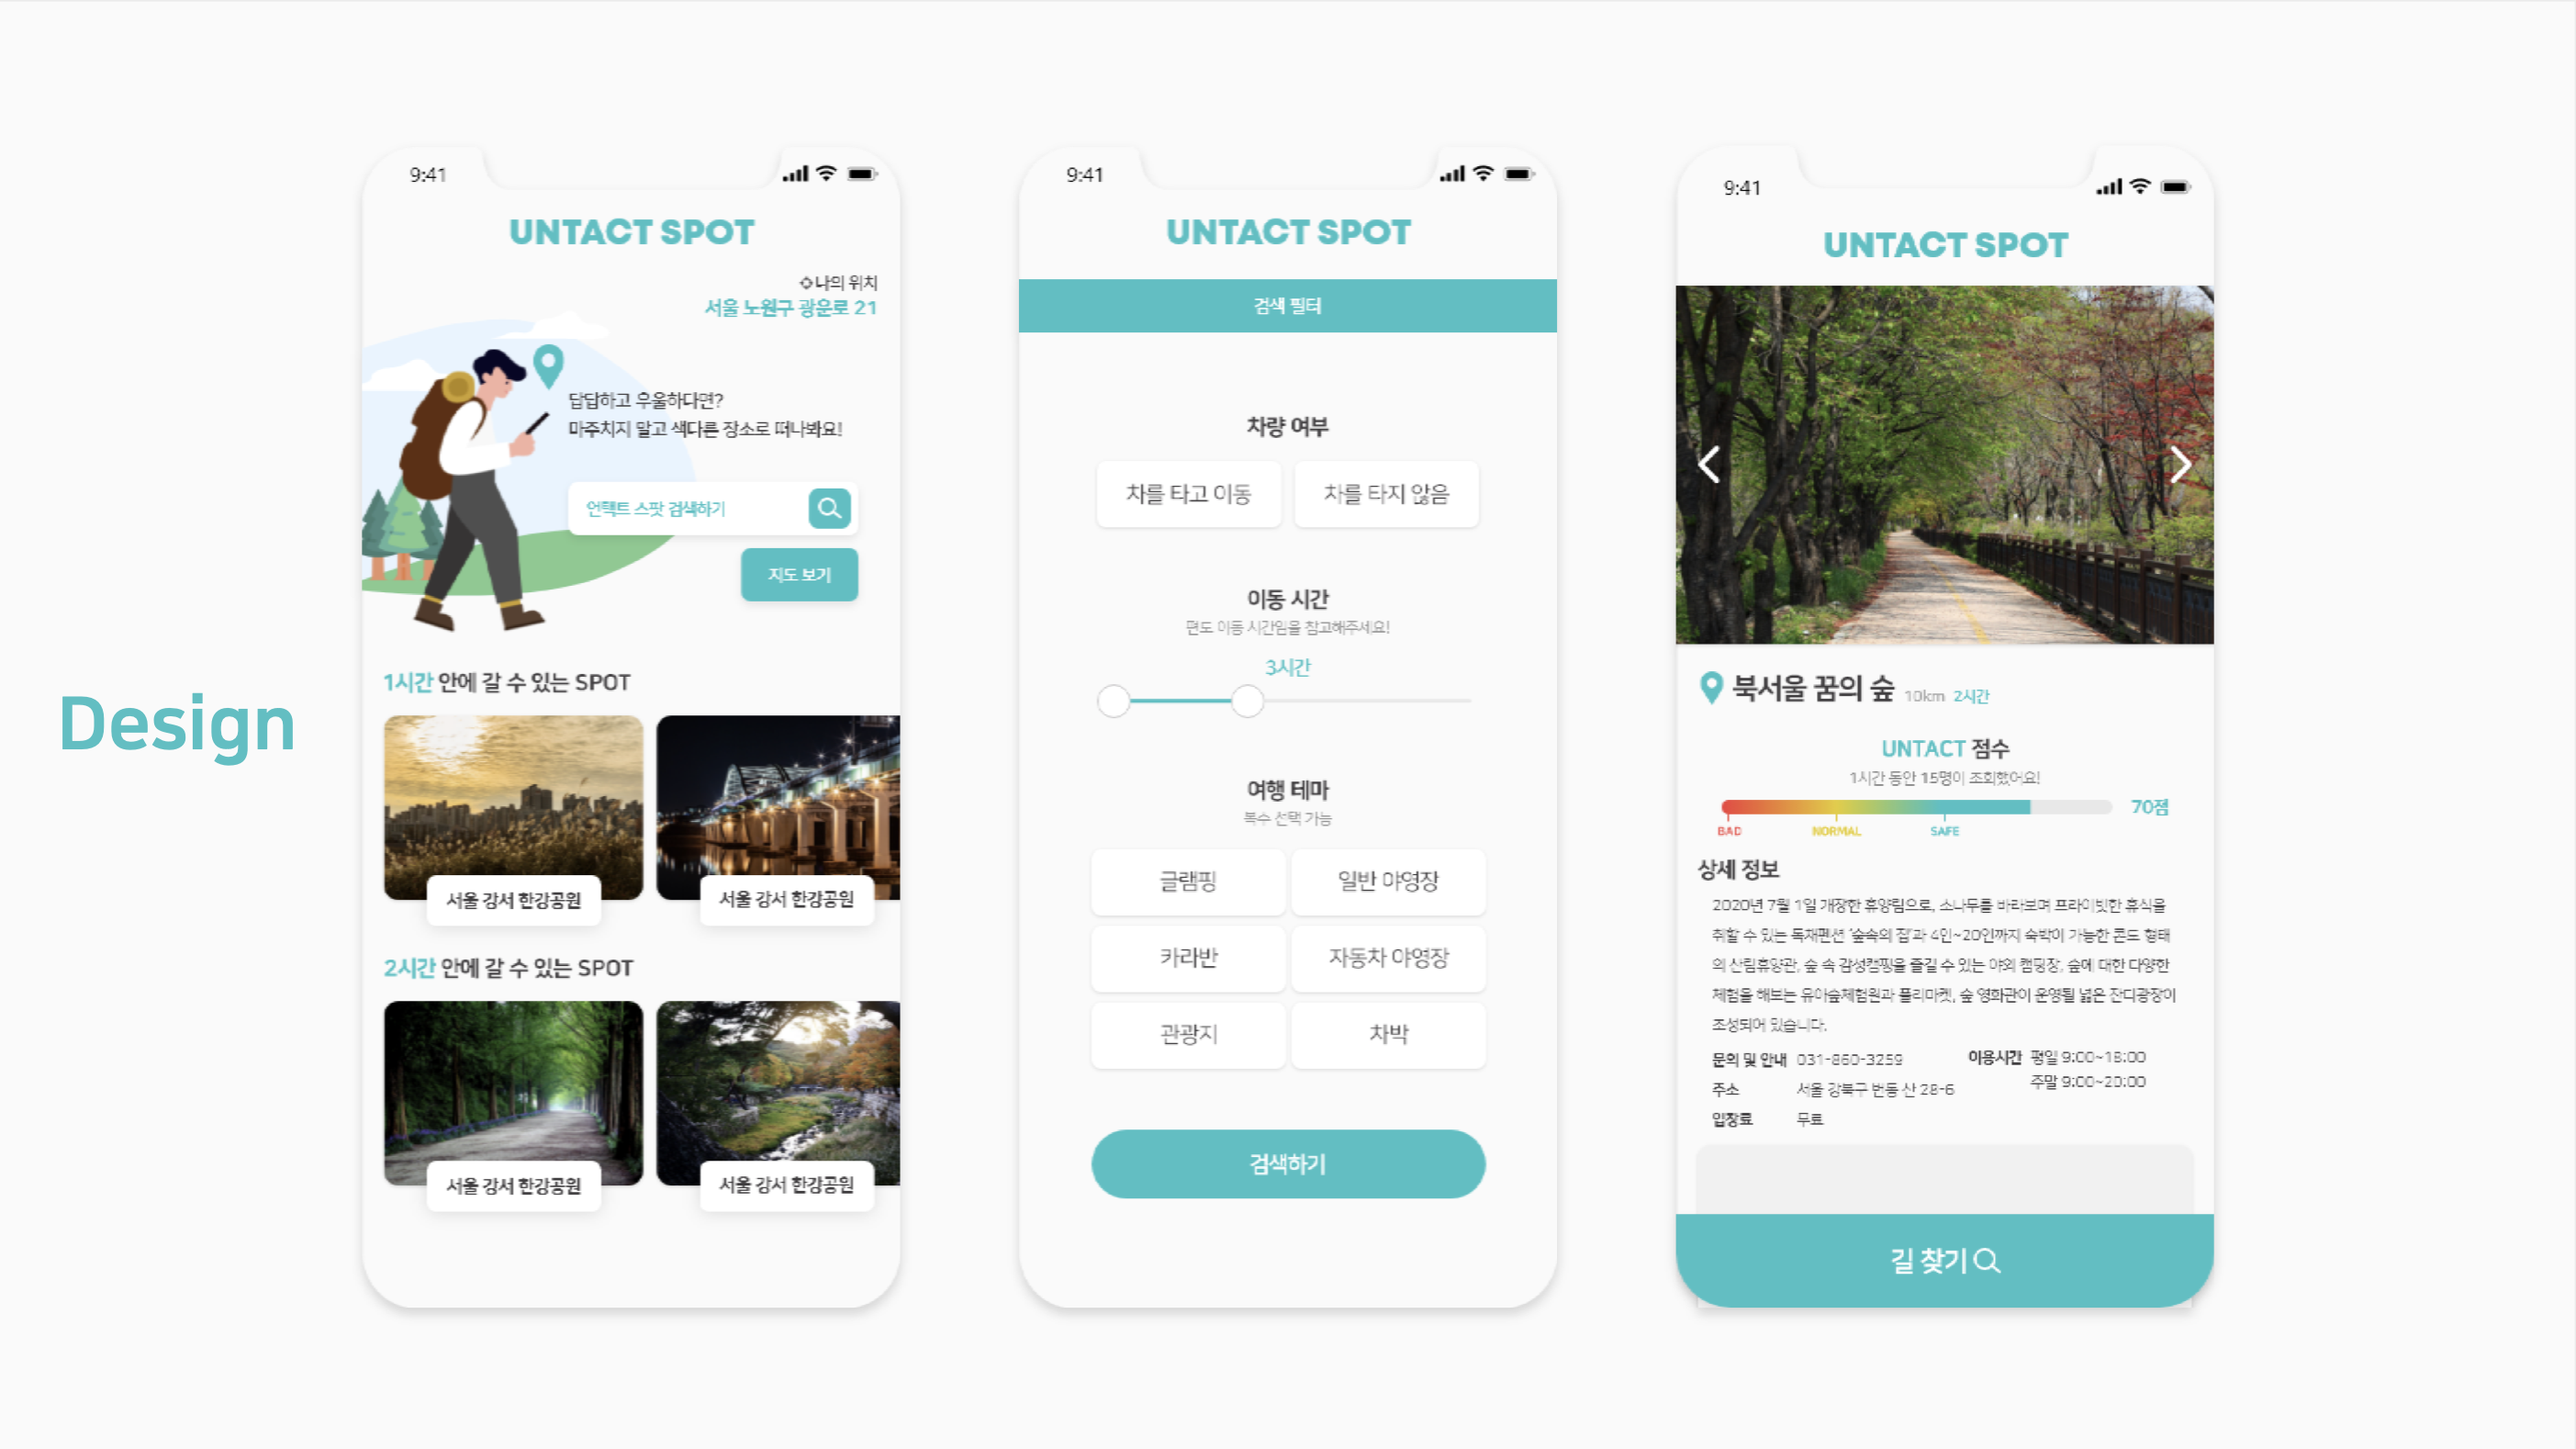 Design
9:41
UNTACT SPOT
나의 위치
서울 노원구 광운로 21
답답하고 우울하다면?
마주치지 말고 색다른 장소로 떠나봐요!
언택트 스팟 검색하기
지도 보기
1시간 안에 갈 수 있는 SPOT
서울 강서 한강공원
서울 강서 한강공원
2시간 안에 갈 수 있는 SPOT
서울 강서 한강공원
서울 강서 한강공원
9:41
UNTACT SPOT
검색 필터
차량 여부
차를 타고 이동
차를 타지 않음
이동 시간
편도 이동 시간임을 참고해주세요!
3시간
여행 테마
복수 선택 가능
글램핑
일반 야영장
카라반
자동차 야영장
관광지
차박
검색하기
9:41
UNTACT SPOT
북서울 꿈의 숲 10km 2시간
UNTACT 점수
1시간 동안 15명이 조회했어요!
70점
BAD NORMAL SAFE
상세 정보
2020년 7월 1일 개장한 휴양림으로, 소나무를 바라보며 프라이빗한 휴식을
취할 수 있는 독채펜션 '숲속의 집'과 4인~20인까지 숙박이 가능한 콘도 형태
의 산림휴양관, 숲 속 감성캠핑을 즐길 수 있는 야외 캠핑장, 숲에 대한 다양한
체험을 해보는 유아숲체험원과 플리마켓, 숲 영화관이 운영될 넓은 잔디광장이
조성되어 있습니다.
문의 및 안내 031-860-3259 이용시간 평일 9:00~18:00
주말 9:00~20:00
주소 서울 강북구 번동 산 28-6
입장료 무료
길 찾기